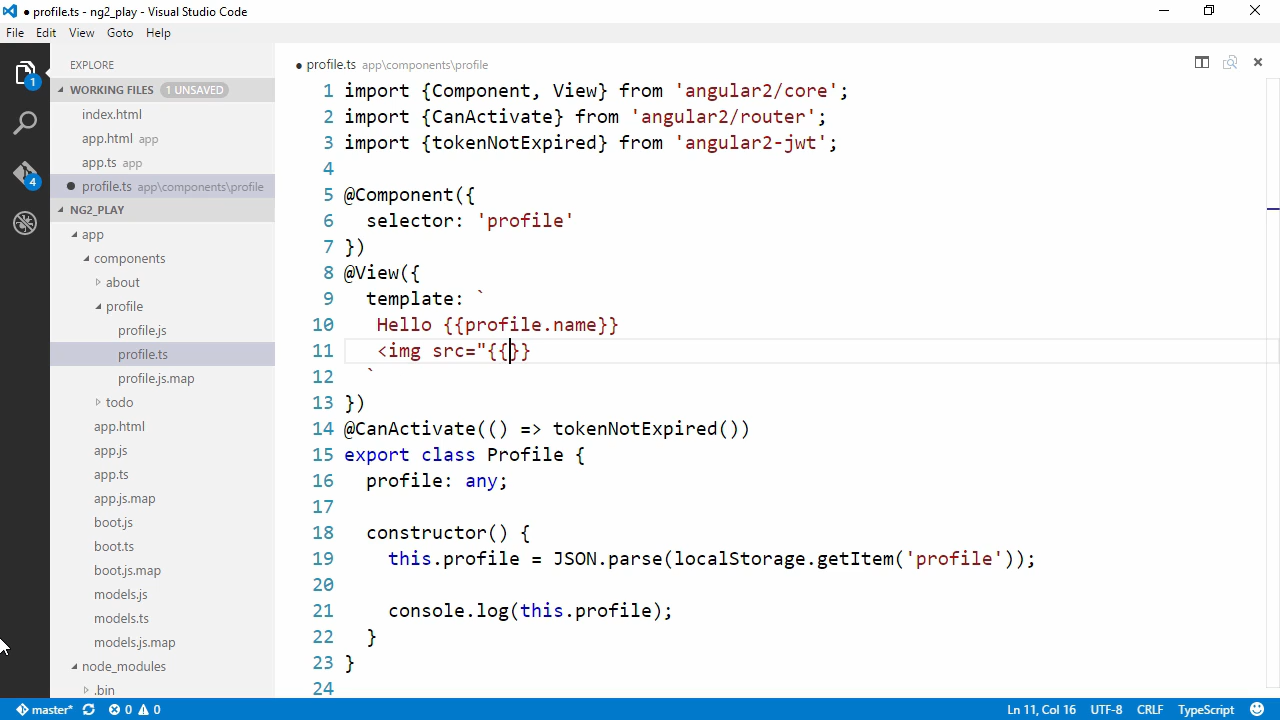 ● profile.ts - ng2_play - Visual Studio Code
File Edit View Goto Help
EXPLORE
WORKING FILES 1 UNSAVED
index.html
app.html app
app.ts app
● profile.ts app\components\profile
NG2_PLAY
app
components
about
profile
profile.js
profile.ts
profile.js.map
todo
app.html
app.js
app.ts
app.js.map
boot.js
boot.ts
boot.js.map
models.js
models.ts
models.js.map
node_modules
.bin
1
4
● profile.ts app\components\profile
1 import {Component, View} from 'angular2/core';
2 import {CanActivate} from 'angular2/router';
3 import {tokenNotExpired} from 'angular2-jwt';
4
5 @Component({
6   selector: 'profile'
7 })
8 @View({
9   template: `
10    Hello {{profile.name}}
11    <img src="{{}}
12   `
13 })
14 @CanActivate(() => tokenNotExpired())
15 export class Profile {
16   profile: any;
17
18   constructor() {
19     this.profile = JSON.parse(localStorage.getItem('profile'));
20
21     console.log(this.profile);
22   }
23 }
24
master* 0 0 Ln 11, Col 16 UTF-8 CRLF TypeScript